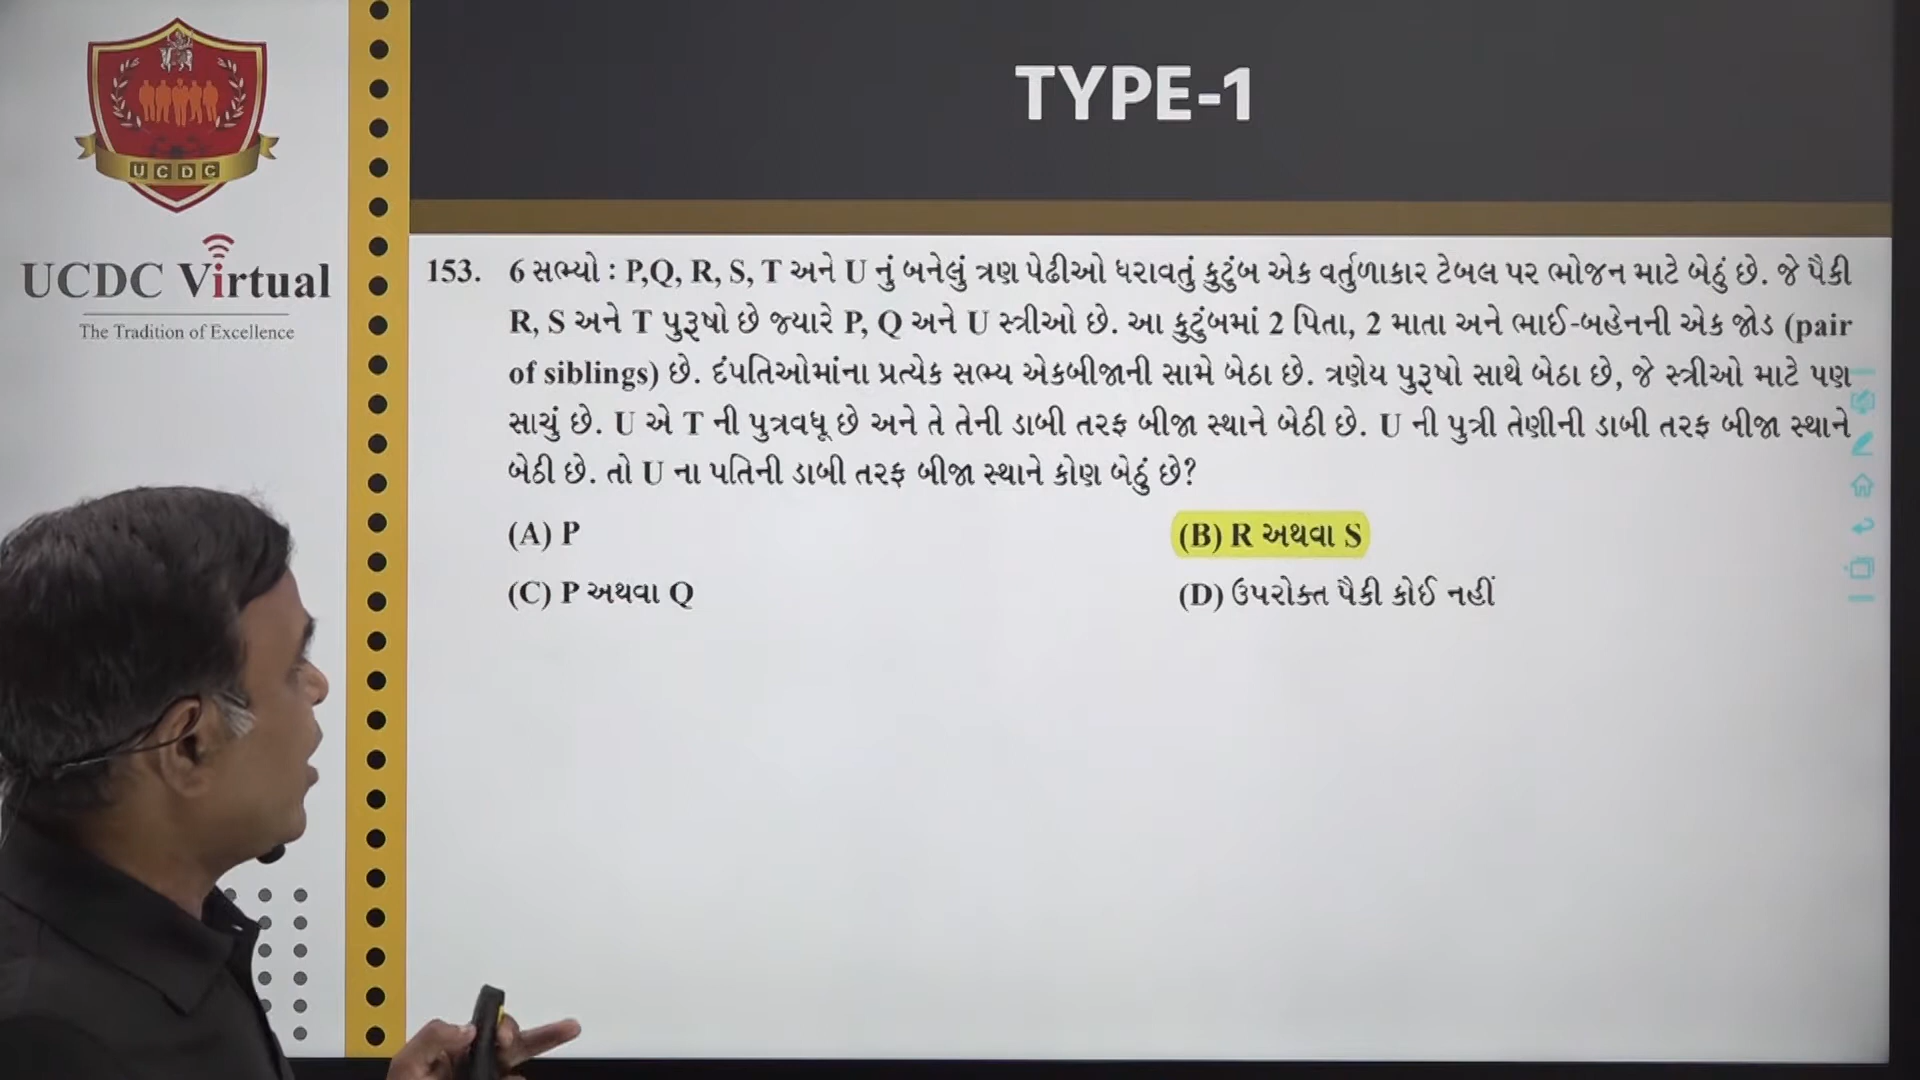 TYPE-1
UCDC
UCDC Virtual
The Tradition of Excellence
153. 6 સભ્યો : P,Q, R, S, T અને U નું બનેલું ત્રણ પેઢીઓ ધરાવતું કુટુંબ એક વર્તુળાકાર ટેબલ પર ભોજન માટે બેઠું છે. જે પૈકી
R, S અને T પુરૂષો છે જ્યારે P, Q અને U સ્ત્રીઓ છે. આ કુટુંબમાં 2 પિતા, 2 માતા અને ભાઈ-બહેનની એક જોડ (pair
of siblings) છે. દંપતિઓમાંના પ્રત્યેક સભ્ય એકબીજાની સામે બેઠા છે. ત્રણેય પુરૂષો સાથે બેઠા છે, જે સ્ત્રીઓ માટે પણ
સાચું છે. U એ T ની પુત્રવધૂ છે અને તે તેની ડાબી તરફ બીજા સ્થાને બેઠી છે. U ની પુત્રી તેણીની ડાબી તરફ બીજા સ્થાને
બેઠી છે. તો U ના પતિની ડાબી તરફ બીજા સ્થાને કોણ બેઠું છે?
(A) P
(B) R અથવા S
(C) P અથવા Q
(D) ઉપરોક્ત પૈકી કોઈ નહીં